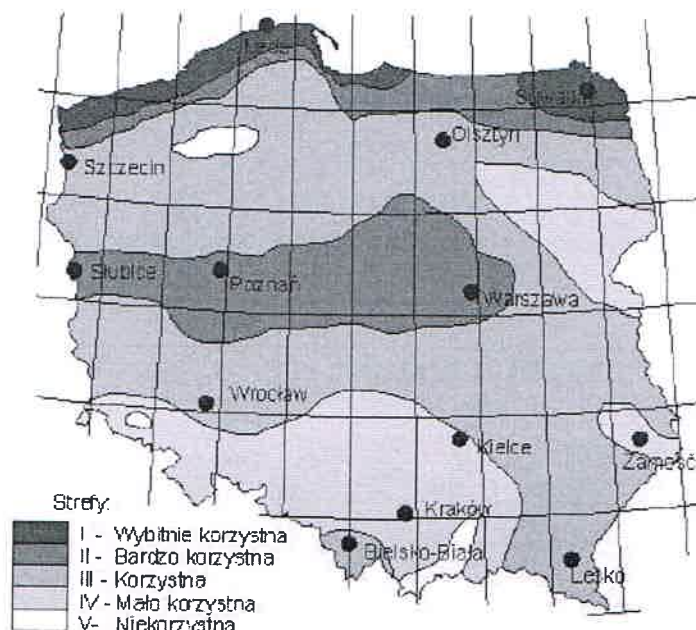 Suwałki
Olsztyn
Szczecin
Słubice
Poznań
Warszawa
Wrocław
Kielce
Zamość
Kraków
Bielsko-Biała
Lesko
Strefy:
I - Wybitnie korzystna
II - Bardzo korzystna
III - Korzystna
IV - Mało korzystna
V- Niekorzystna